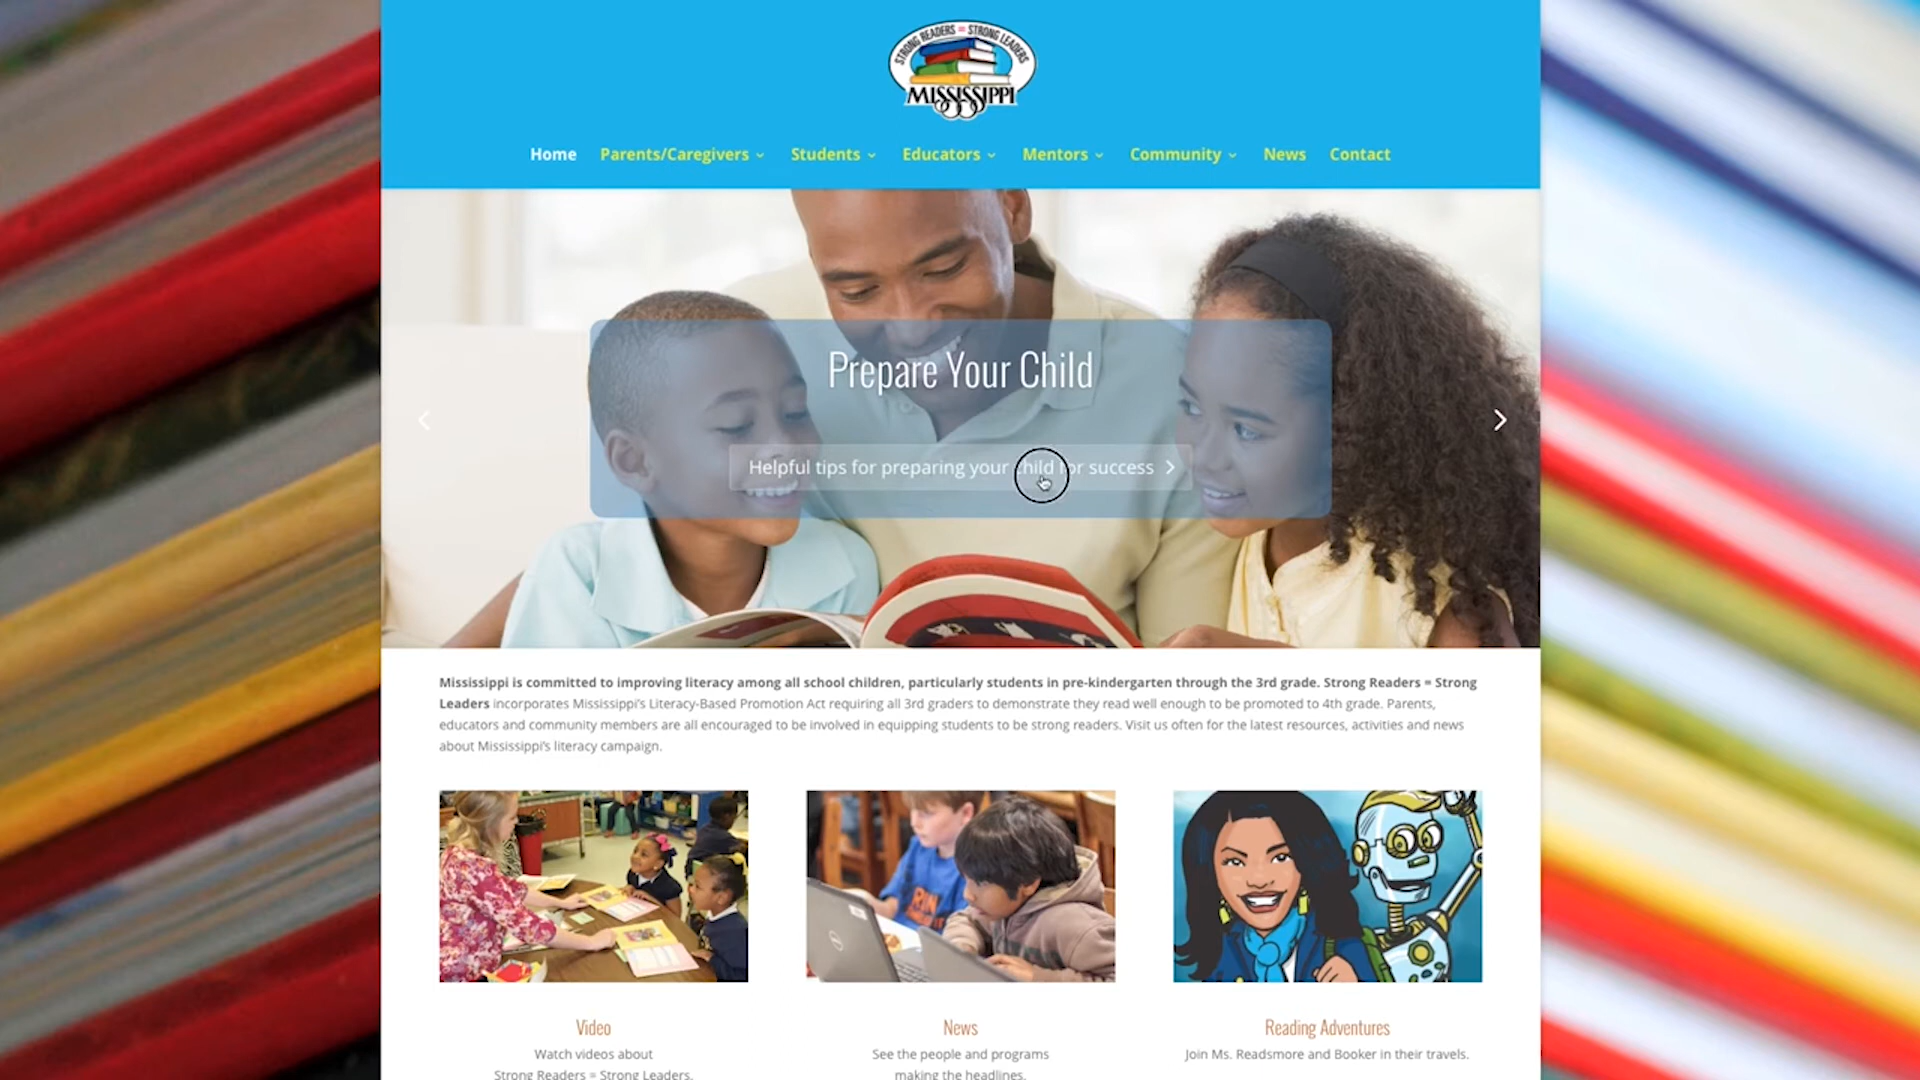 STRONG READERS = STRONG LEADERS
MISSISSIPPI
Home Parents/Caregivers Students Educators Mentors Community News Contact
Prepare Your Child
Helpful tips for preparing your child for success
Mississippi is committed to improving literacy among all school children, particularly students in pre-kindergarten through the 3rd grade. Strong Readers = Strong
Leaders incorporates Mississippi's Literacy-Based Promotion Act requiring all 3rd graders to demonstrate they read well enough to be promoted to 4th grade. Parents,
educators and community members are all encouraged to be involved in equipping students to be strong readers. Visit us often for the latest resources, activities and news
about Mississippi's literacy campaign.
Video
Watch videos about
Strong Readers = Strong Leaders.
News
See the people and programs
making the headlines.
Reading Adventures
Join Ms. Readsmore and Booker in their travels.